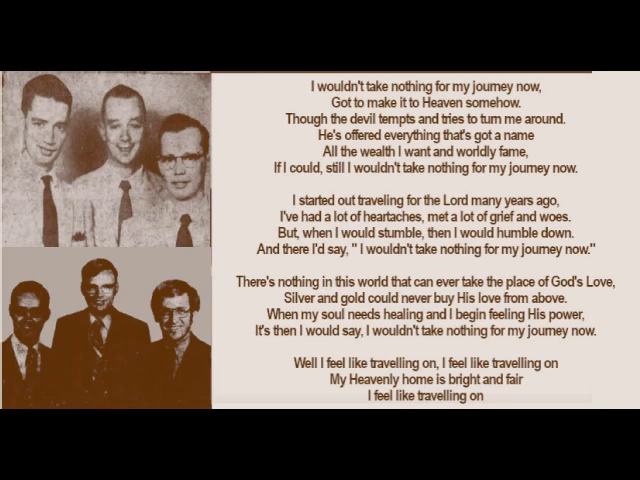 I wouldn't take nothing for my journey now,
Got to make it to Heaven somehow.
Though the devil tempts and tries to turn me around.
He's offered everything that's got a name
All the wealth I want and worldly fame,
If I could, still I wouldn't take nothing for my journey now.
I started out traveling for the Lord many years ago,
I've had a lot of heartaches, met a lot of grief and woes.
But, when I would stumble, then I would humble down.
And there I'd say, " I wouldn't take nothing for my journey now."
There's nothing in this world that can ever take the place of God's Love,
Silver and gold could never buy His love from above.
When my soul needs healing and I begin feeling His power,
It's then I would say, I wouldn't take nothing for my journey now.
Well I feel like travelling on, I feel like travelling on
My Heavenly home is bright and fair
I feel like travelling on